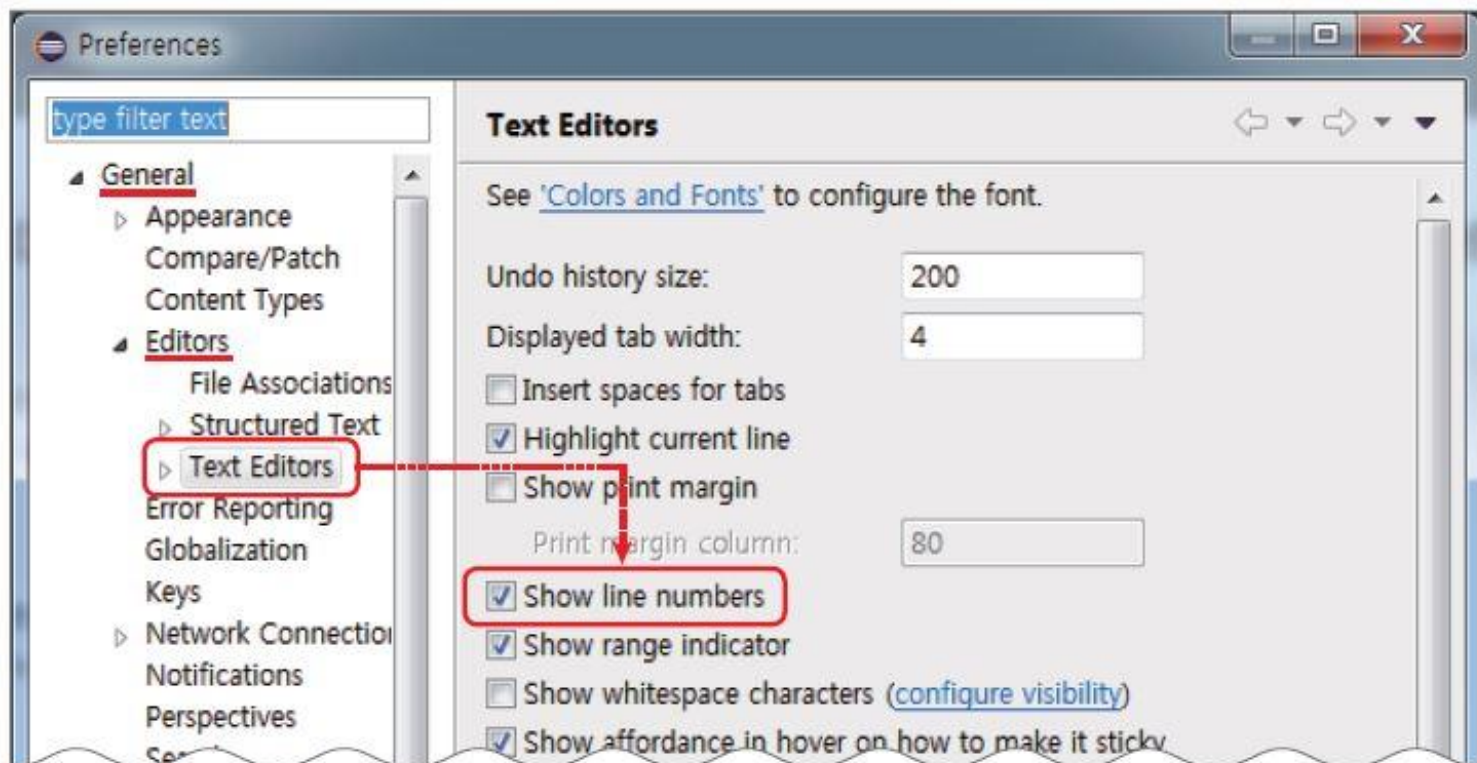 Preferences
type filter text
General
Appearance
Compare/Patch
Content Types
Editors
File Associations
Structured Text
Text Editors
Error Reporting
Globalization
Keys
Network
Notifications
Perspectives
Text Editors
See 'Colors and Fonts' to configure the font.
Undo history size: 200
Displayed tab width: 4
Insert spaces for tabs
Highlight current line
Show print margin
Print margin column: 80
Show line numbers
Show range indicator
Show whitespace characters (configure visibility)
Show affordance in hover on how to make it sticky